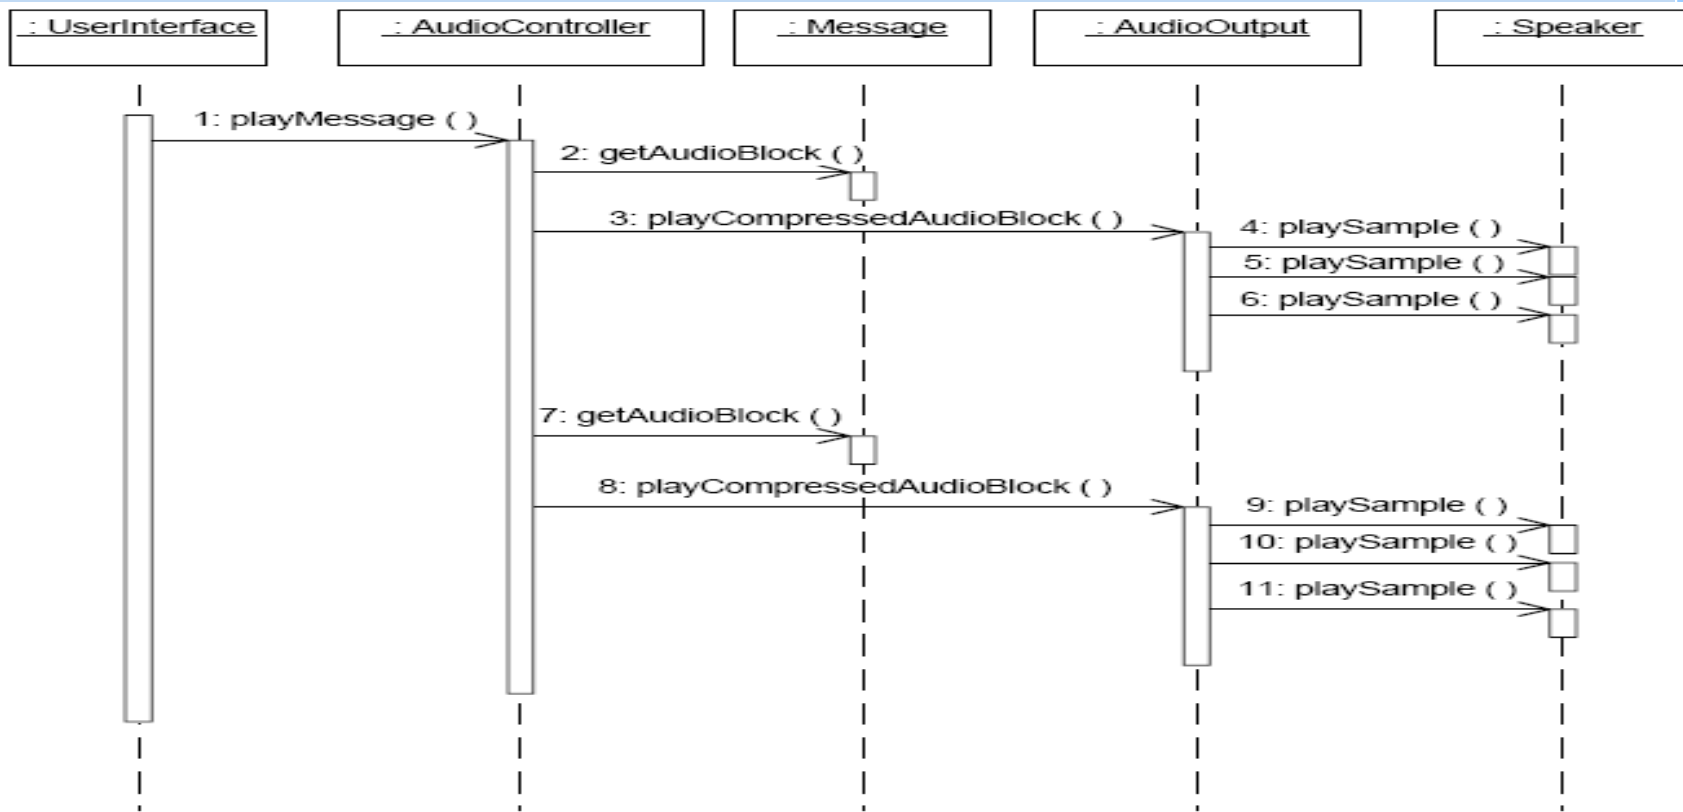 : UserInterface
: AudioController
: Message
: AudioOutput
: Speaker
1: playMessage ( )
2: getAudioBlock ( )
3: playCompressedAudioBlock ( )
4: playSample ( )
5: playSample ( )
6: playSample ( )
7: getAudioBlock ( )
8: playCompressedAudioBlock ( )
9: playSample ( )
10: playSample ( )
11: playSample ( )